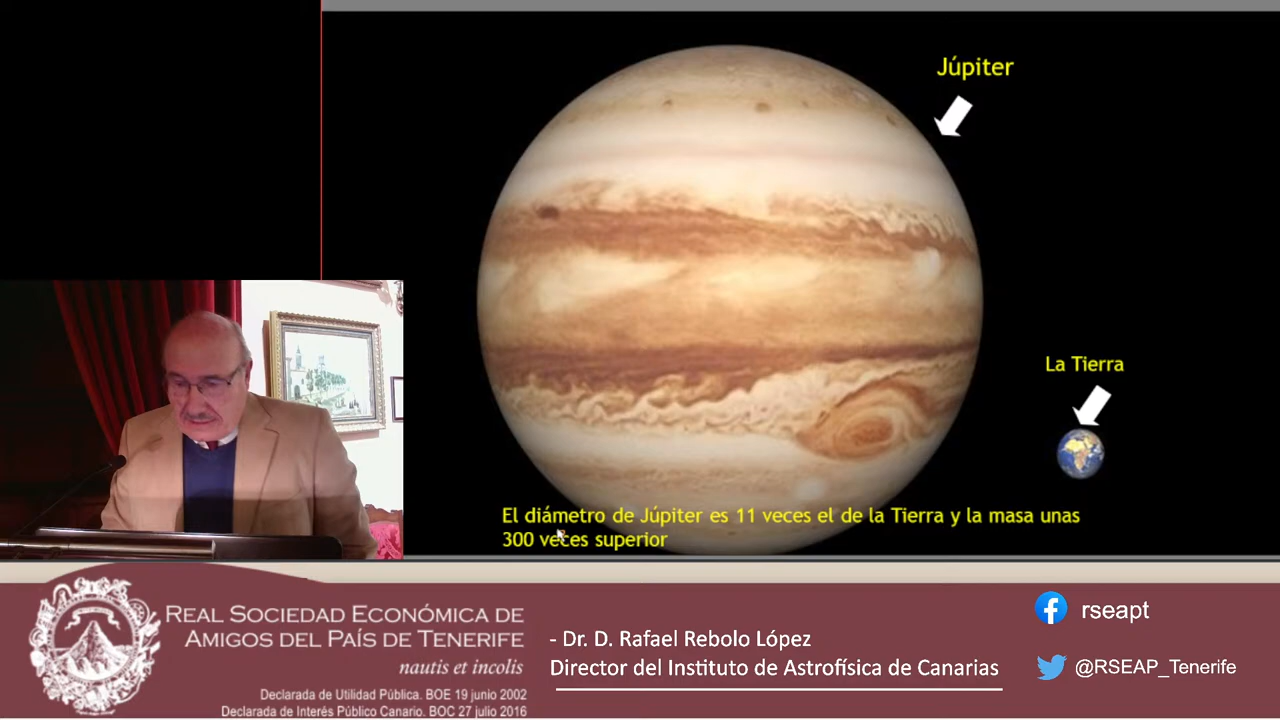 Júpiter
La Tierra
El diámetro de Júpiter es 11 veces el de la Tierra y la masa unas
300 veces superior
REAL SOCIEDAD ECONÓMICA DE
AMIGOS DEL PAÍS DE TENERIFE
nautis et incolis
Declarada de Utilidad Pública. BOE 19 junio 2002
Declarada de Interés Público Canario. BOC 27 julio 2016
- Dr. D. Rafael Rebolo López
Director del Instituto de Astrofísica de Canarias
rseapt
@RSEAP_Tenerife